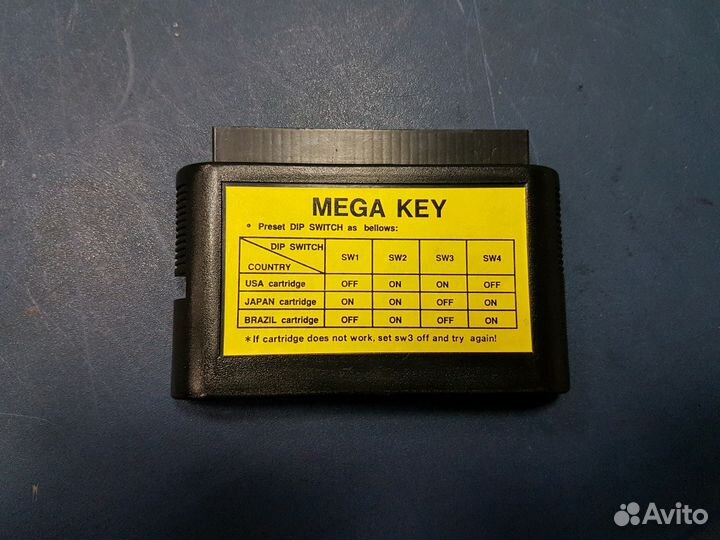 MEGA KEY
° Preset DIP SWITCH as bellows:
DIP SWITCH COUNTRY SW1 SW2 SW3 SW4
USA cartridge OFF ON ON OFF
JAPAN cartridge ON ON OFF ON
BRAZIL cartridge OFF ON OFF ON
*If cartridge does not work, set sw3 off and try again!
Avito